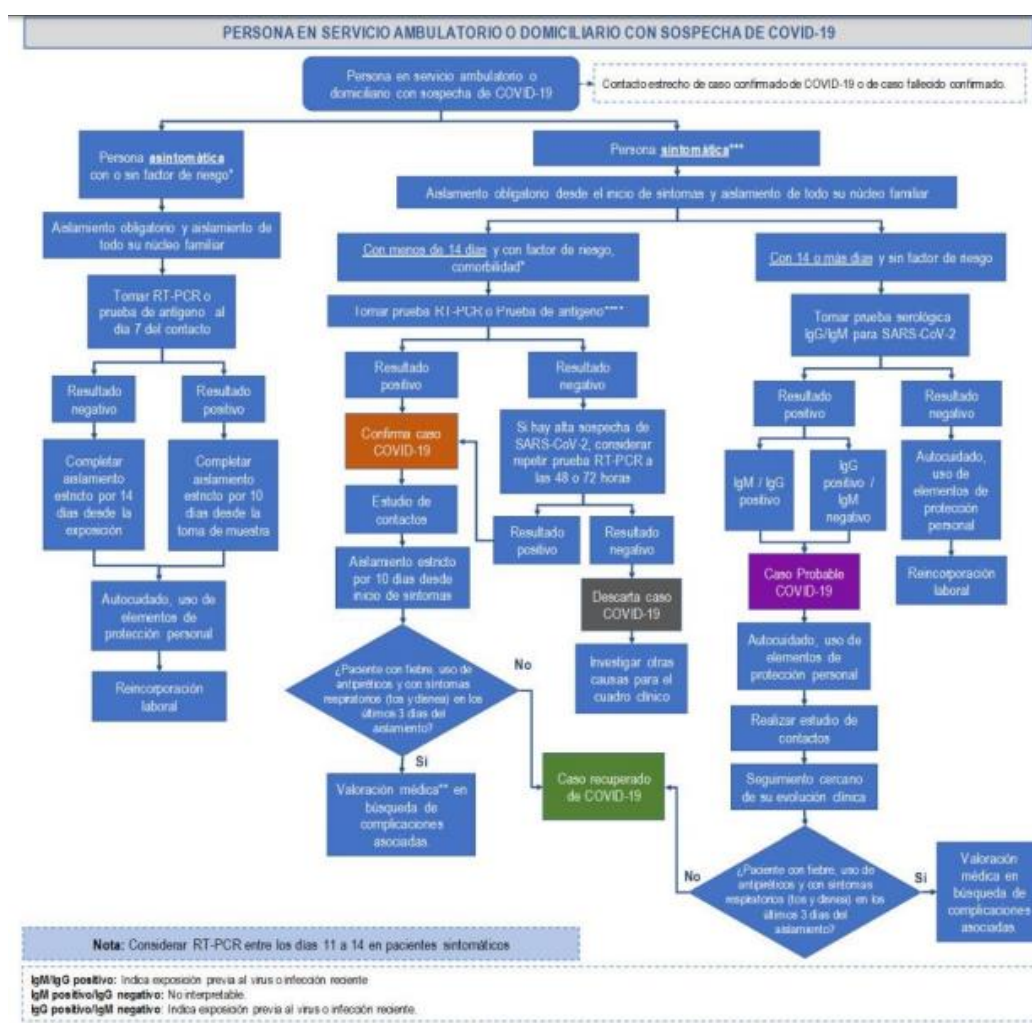 PERSONA EN SERVICIO AMBULATORIO O DOMICILIARIO CON SOSPECHA DE COVID-19
Persona en servicio ambulatorio o
domiciliario con sospecha de COVID-19
Contacto estrecho de caso confirmado de COVID-19 o de caso fallecido confirmado.
Persona asintomática
con o sin factor de riesgo*
Aislamiento obligatorio y aislamiento de
todo su núcleo familiar
Tomar RT-PCR o
prueba de antígeno al
día 7 del contacto
Resultado
negativo
Resultado
positivo
Completar
aislamiento
estricto por 14
días desde la
exposición
Completar
aislamiento
estricto por 10
días desde la
toma de muestra
Autocuidado, uso de
elementos de
protección personal
Reincorporación
laboral
Persona sintomática***
Aislamiento obligatorio desde el inicio de síntomas y aislamiento de todo su núcleo familiar
Con menos de 14 días y con factor de riesgo,
comorbilidad*
Tomar prueba RT-PCR o Prueba de antígeno****
Resultado
positivo
Resultado
negativo
Confirma caso
COVID-19
Si hay alta sospecha de
SARS-CoV-2, considerar
repetir prueba RT-PCR a
las 48 o 72 horas
Estudio de
contactos
Resultado
positivo
Resultado
negativo
Aislamiento estricto
por 10 días desde
inicio de síntomas
Descarta caso
COVID-19
Investigar otras
causas para el
cuadro clínico
¿Paciente con fiebre, uso de
antipiréticos y con síntomas
respiratorios (tos y disnea) en los
últimos 3 días del
aislamiento?
No
Si
Valoración médica** en
búsqueda de
complicaciones
asociadas.
Caso recuperado
de COVID-19
Con 14 o más días y sin factor de riesgo
Tomar prueba serológica
IgG/IgM para SARS-CoV-2
Resultado
positivo
Resultado
negativo
IgM / IgG
positivo
IgG
positivo /
IgM
negativo
Autocuidado,
uso de
elementos de
protección
personal
Reincorporación
laboral
Caso Probable
COVID-19
Autocuidado, uso de
elementos de
protección personal
Realizar estudio de
contactos
Seguimiento cercano
de su evolución clínica
¿Paciente con fiebre, uso de
antipiréticos y con síntomas
respiratorios (tos y disnea) en los
últimos 3 días del
aislamiento?
No
Si
Valoración
médica en
búsqueda de
complicaciones
asociadas.
Nota: Considerar RT-PCR entre los días 11 a 14 en pacientes sintomáticos
IgM/IgG positivo: Indica exposición previa al virus o infección reciente
IgM positivo/IgG negativo: No interpretable.
IgG positivo/IgM negativo: Indica exposición previa al virus o infección reciente.